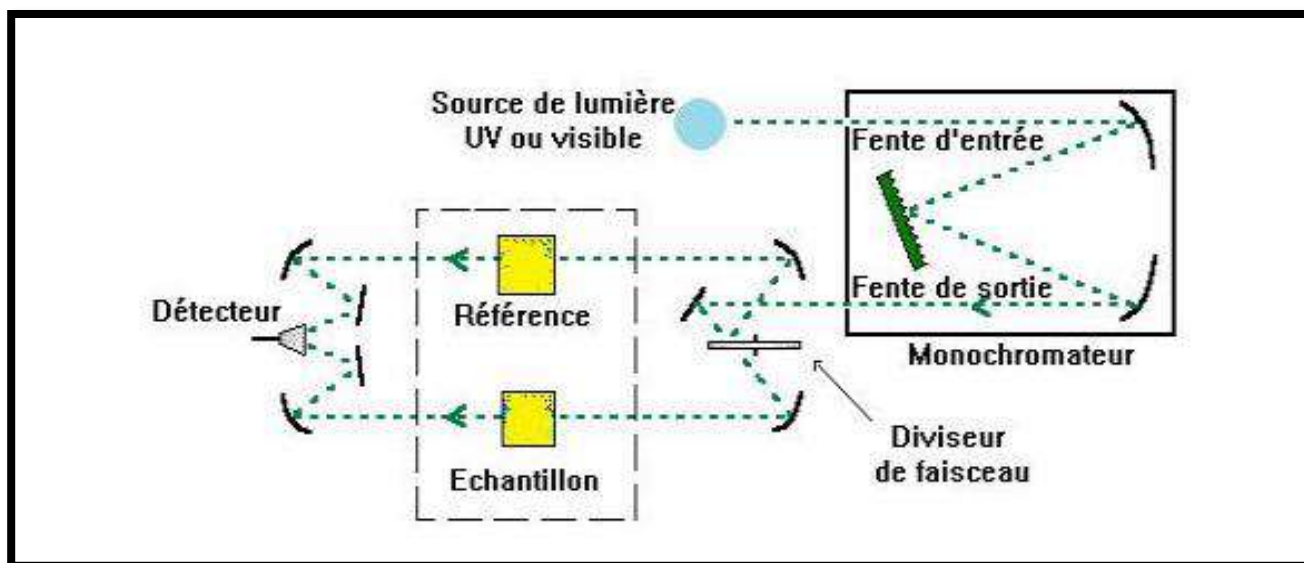 Source de lumière
UV ou visible
Fente d'entrée
Fente de sortie
Monochromateur
Détecteur
Référence
Echantillon
Diviseur
de faisceau